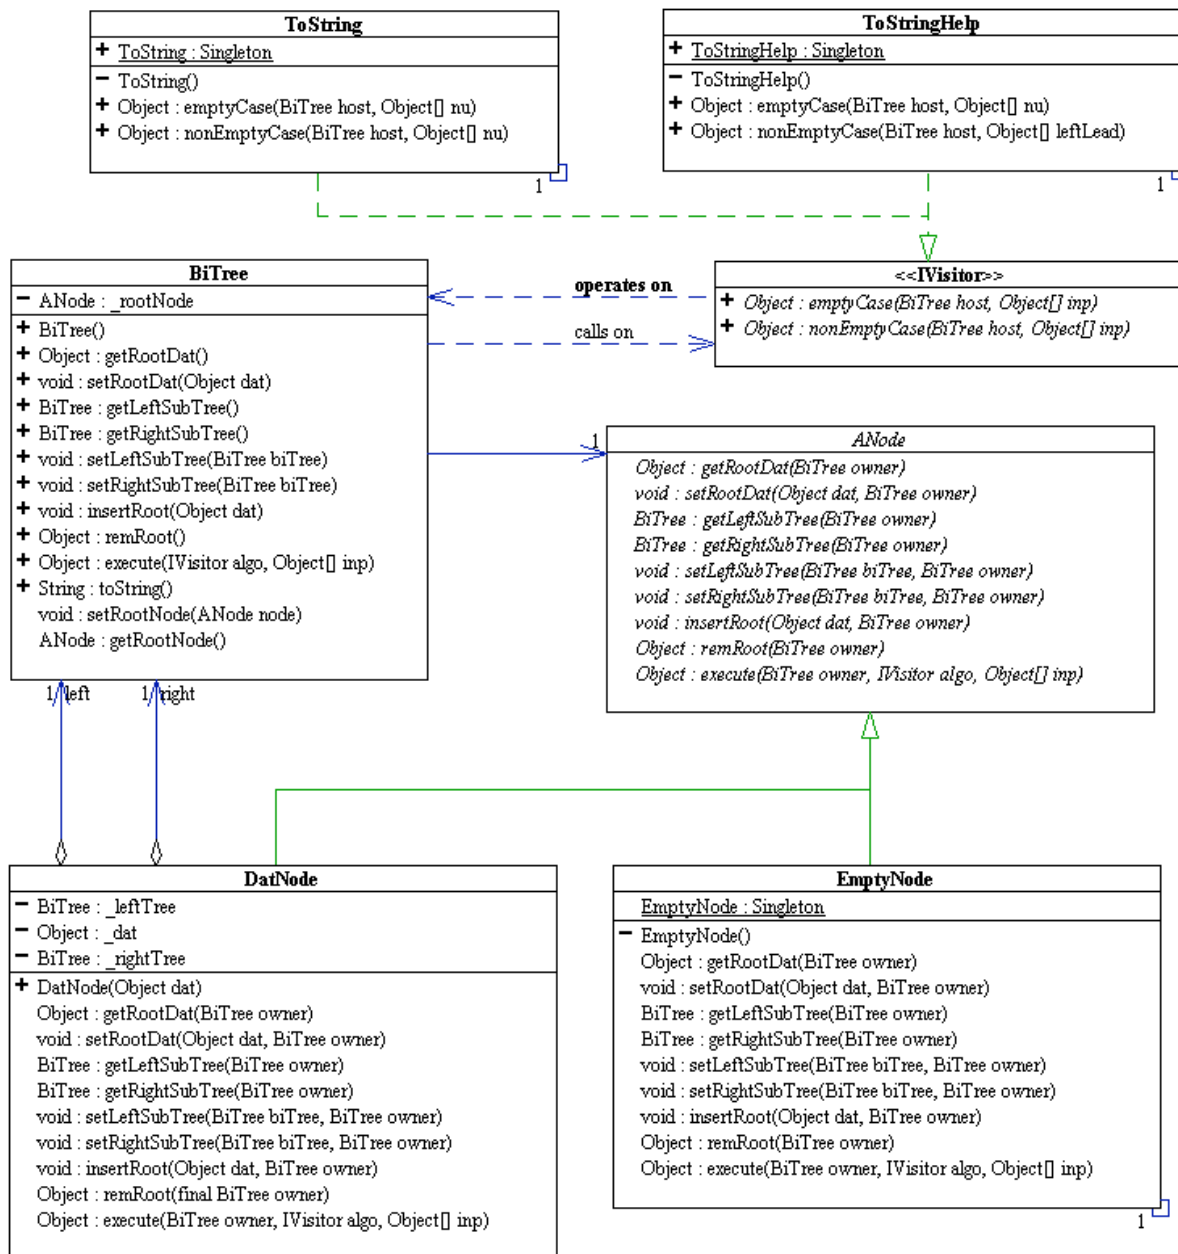 ToString
+ ToString : Singleton
− ToString()
+ Object : emptyCase(BiTree host, Object[] nu)
+ Object : nonEmptyCase(BiTree host, Object[] nu)
1
ToStringHelp
+ ToStringHelp : Singleton
− ToStringHelp()
+ Object : emptyCase(BiTree host, Object[] nu)
+ Object : nonEmptyCase(BiTree host, Object[] leftLead)
1
BiTree
− ANode : _rootNode
+ BiTree()
+ Object : getRootDat()
+ void : setRootDat(Object dat)
+ BiTree : getLeftSubTree()
+ BiTree : getRightSubTree()
+ void : setLeftSubTree(BiTree biTree)
+ void : setRightSubTree(BiTree biTree)
+ void : insertRoot(Object dat)
+ Object : remRoot()
+ Object : execute(IVisitor algo, Object[] inp)
+ String : toString()
void : setRootNode(ANode node)
ANode : getRootNode()
operates on
calls on
<<IVisitor>>
+ Object : emptyCase(BiTree host, Object[] inp)
+ Object : nonEmptyCase(BiTree host, Object[] inp)
1
ANode
Object : getRootDat(BiTree owner)
void : setRootDat(Object dat, BiTree owner)
BiTree : getLeftSubTree(BiTree owner)
BiTree : getRightSubTree(BiTree owner)
void : setLeftSubTree(BiTree biTree, BiTree owner)
void : setRightSubTree(BiTree biTree, BiTree owner)
void : insertRoot(Object dat, BiTree owner)
Object : remRoot(BiTree owner)
Object : execute(BiTree owner, IVisitor algo, Object[] inp)
1 left
1 right
DatNode
− BiTree : _leftTree
− Object : _dat
− BiTree : _rightTree
+ DatNode(Object dat)
Object : getRootDat(BiTree owner)
void : setRootDat(Object dat, BiTree owner)
BiTree : getLeftSubTree(BiTree owner)
BiTree : getRightSubTree(BiTree owner)
void : setLeftSubTree(BiTree biTree, BiTree owner)
void : setRightSubTree(BiTree biTree, BiTree owner)
void : insertRoot(Object dat, BiTree owner)
Object : remRoot(final BiTree owner)
Object : execute(BiTree owner, IVisitor algo, Object[] inp)
EmptyNode
EmptyNode : Singleton
− EmptyNode()
Object : getRootDat(BiTree owner)
void : setRootDat(Object dat, BiTree owner)
BiTree : getLeftSubTree(BiTree owner)
BiTree : getRightSubTree(BiTree owner)
void : setLeftSubTree(BiTree biTree, BiTree owner)
void : setRightSubTree(BiTree biTree, BiTree owner)
void : insertRoot(Object dat, BiTree owner)
Object : remRoot(BiTree owner)
Object : execute(BiTree owner, IVisitor algo, Object[] inp)
1